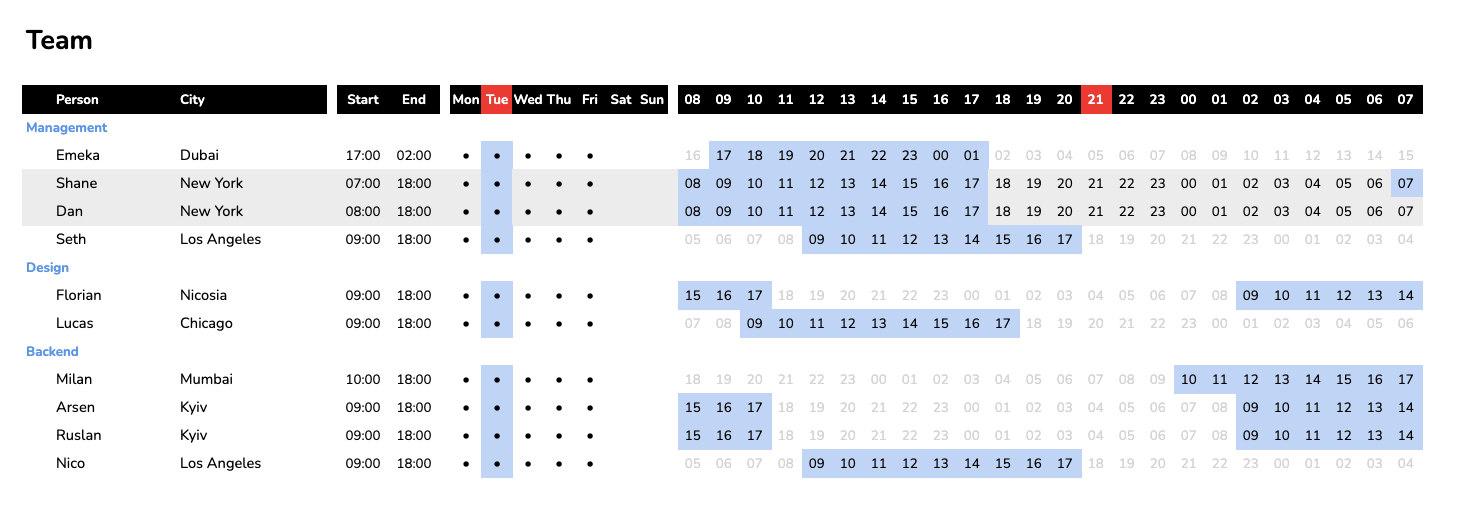 Team
Person City Start End Mon Tue Wed Thu Fri Sat Sun 08 09 10 11 12 13 14 15 16 17 18 19 20 21 22 23 00 01 02 03 04 05 06 07
Management
Emeka Dubai 17:00 02:00 • • • • • 16 17 18 19 20 21 22 23 00 01 02 03 04 05 06 07 08 09 10 11 12 13 14 15
Shane New York 07:00 18:00 • • • • • 08 09 10 11 12 13 14 15 16 17 18 19 20 21 22 23 00 01 02 03 04 05 06 07
Dan New York 08:00 18:00 • • • • • 08 09 10 11 12 13 14 15 16 17 18 19 20 21 22 23 00 01 02 03 04 05 06 07
Seth Los Angeles 09:00 18:00 • • • • • 05 06 07 08 09 10 11 12 13 14 15 16 17 18 19 20 21 22 23 00 01 02 03 04
Design
Florian Nicosia 09:00 18:00 • • • • • 15 16 17 18 19 20 21 22 23 00 01 02 03 04 05 06 07 08 09 10 11 12 13 14
Lucas Chicago 09:00 18:00 • • • • • 07 08 09 10 11 12 13 14 15 16 17 18 19 20 21 22 23 00 01 02 03 04 05 06
Backend
Milan Mumbai 10:00 18:00 • • • • • 18 19 20 21 22 23 00 01 02 03 04 05 06 07 08 09 10 11 12 13 14 15 16 17
Arsen Kyiv 09:00 18:00 • • • • • 15 16 17 18 19 20 21 22 23 00 01 02 03 04 05 06 07 08 09 10 11 12 13 14
Ruslan Kyiv 09:00 18:00 • • • • • 15 16 17 18 19 20 21 22 23 00 01 02 03 04 05 06 07 08 09 10 11 12 13 14
Nico Los Angeles 09:00 18:00 • • • • • 05 06 07 08 09 10 11 12 13 14 15 16 17 18 19 20 21 22 23 00 01 02 03 04